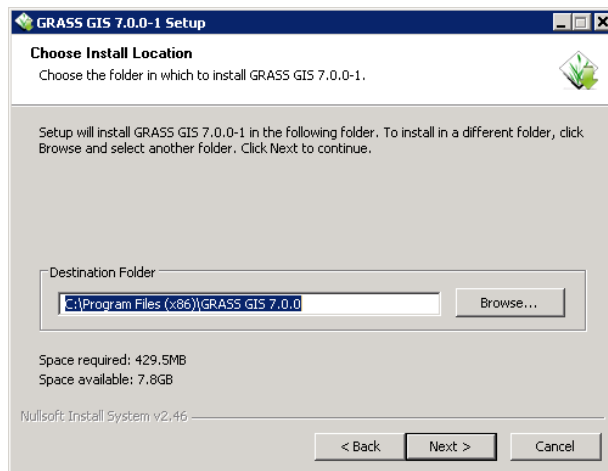 GRASS GIS 7.0.0-1 Setup
Choose Install Location
Choose the folder in which to install GRASS GIS 7.0.0-1.
Setup will install GRASS GIS 7.0.0-1 in the following folder. To install in a different folder, click
Browse and select another folder. Click Next to continue.
Destination Folder
C:\Program Files (x86)\GRASS GIS 7.0.0
Browse...
Space required: 429.5MB
Space available: 7.8GB
Nullsoft Install System v2.46
< Back
Next >
Cancel